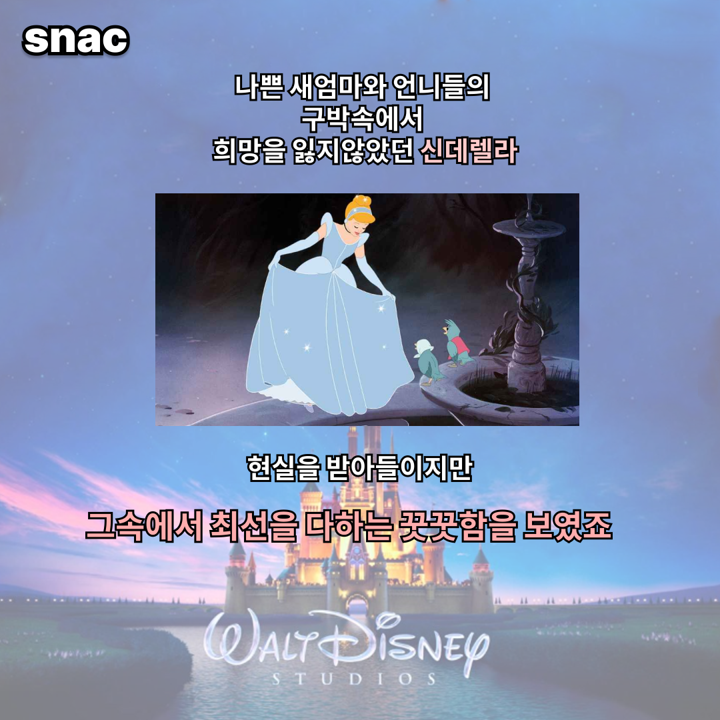 snac
나쁜 새엄마와 언니들의
구박속에서
희망을 잃지않았던 신데렐라
현실을 받아들이지만
그속에서 최선을 다하는 꿋꿋함을 보였죠
WALT DISNEY
STUDIOS